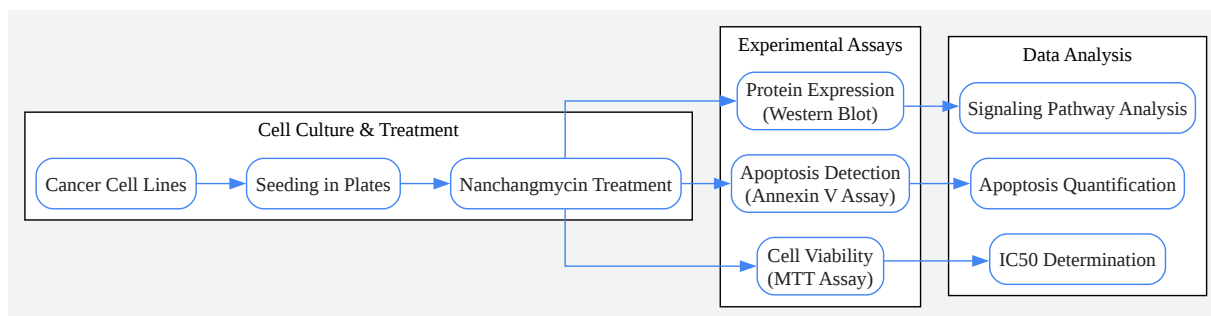 Cell Culture & Treatment
Cancer Cell Lines
Seeding in Plates
Nanchangmycin Treatment
Experimental Assays
Protein Expression
(Western Blot)
Apoptosis Detection
(Annexin V Assay)
Cell Viability
(MTT Assay)
Data Analysis
Signaling Pathway Analysis
Apoptosis Quantification
IC50 Determination